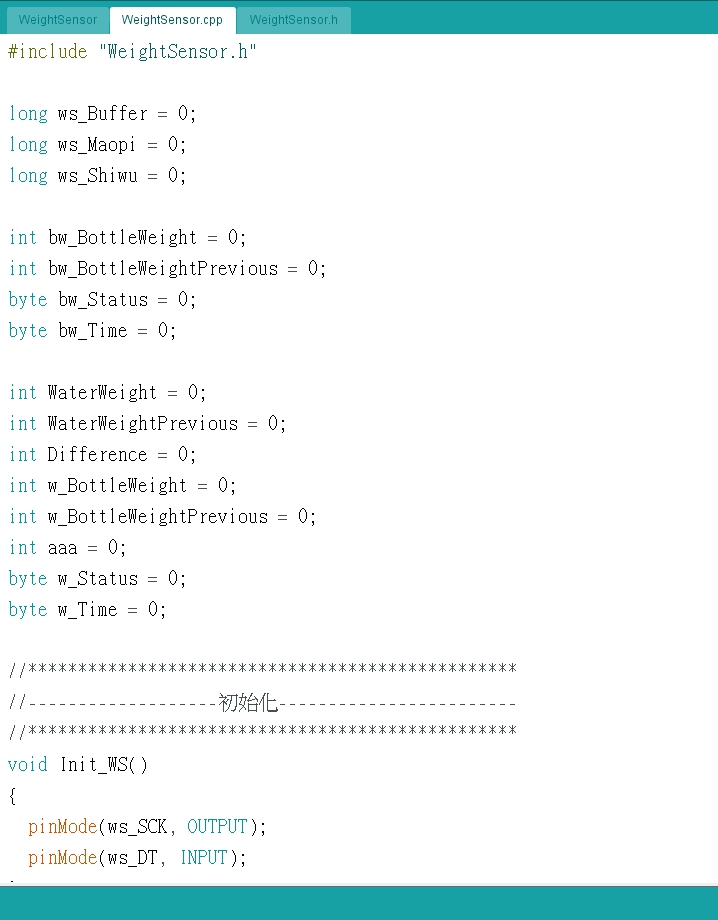 WeightSensor WeightSensor.cpp WeightSensor.h
#include "WeightSensor.h"
long ws_Buffer = 0;
long ws_Maopi = 0;
long ws_Shiwu = 0;
int bw_BottleWeight = 0;
int bw_BottleWeightPrevious = 0;
byte bw_Status = 0;
byte bw_Time = 0;
int WaterWeight = 0;
int WaterWeightPrevious = 0;
int Difference = 0;
int w_BottleWeight = 0;
int w_BottleWeightPrevious = 0;
int aaa = 0;
byte w_Status = 0;
byte w_Time = 0;
//*************************************************
//-------------------初始化------------------------
//*************************************************
void Init_WS()
{
pinMode(ws_SCK, OUTPUT);
pinMode(ws_DT, INPUT);